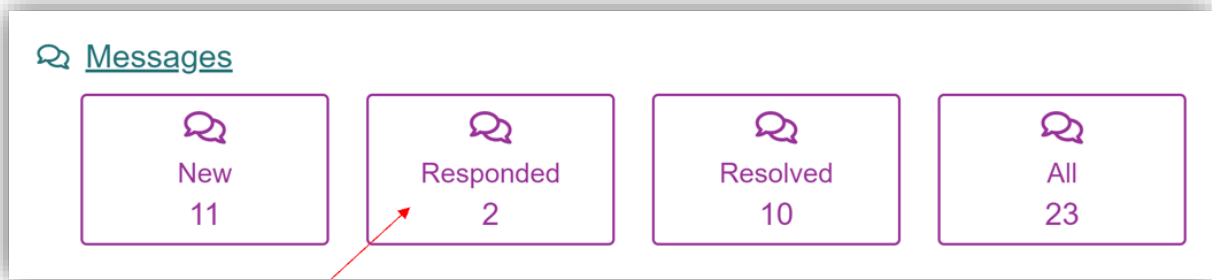 Messages
New
11
Responded
2
Resolved
10
All
23